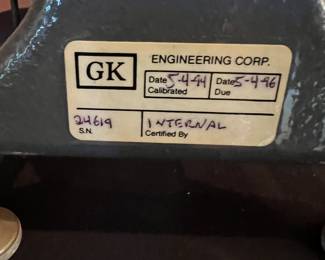 GK ENGINEERING CORP.
Date 5-4-94 Date 5-4-96
Calibrated Due
24619 INTERNAL
S.N. Certified By